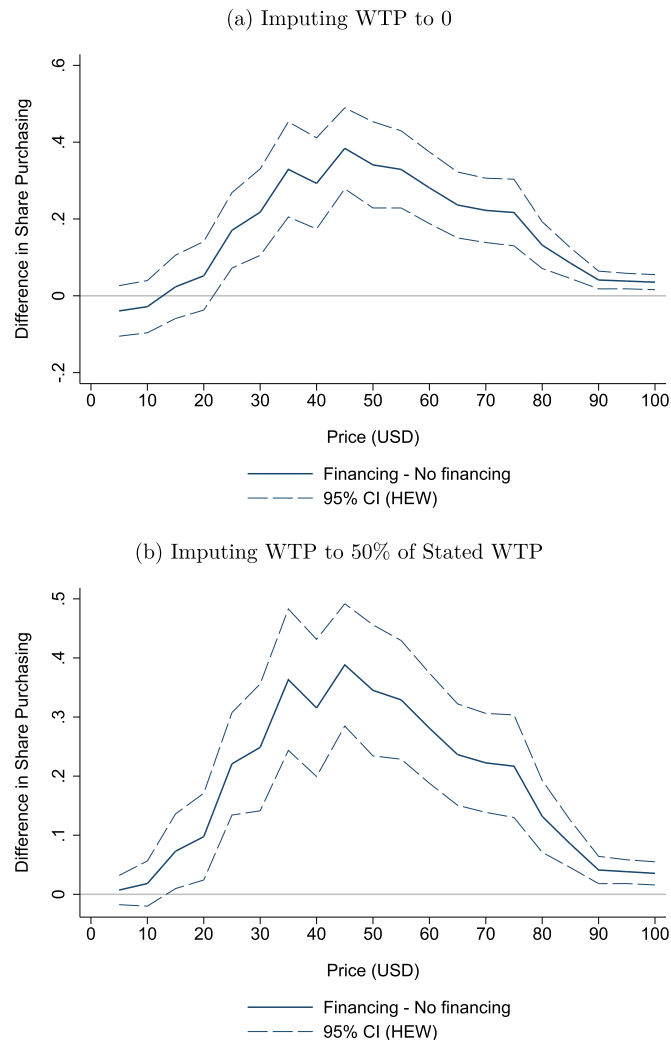 (a) Imputing WTP to 0
Difference in Share Purchasing
.6
.4
.2
0
-.2
0 10 20 30 40 50 60 70 80 90 100
Price (USD)
Financing - No financing
95% CI (HEW)
(b) Imputing WTP to 50% of Stated WTP
Difference in Share Purchasing
.5
.4
.3
.2
.1
0
0 10 20 30 40 50 60 70 80 90 100
Price (USD)
Financing - No financing
95% CI (HEW)